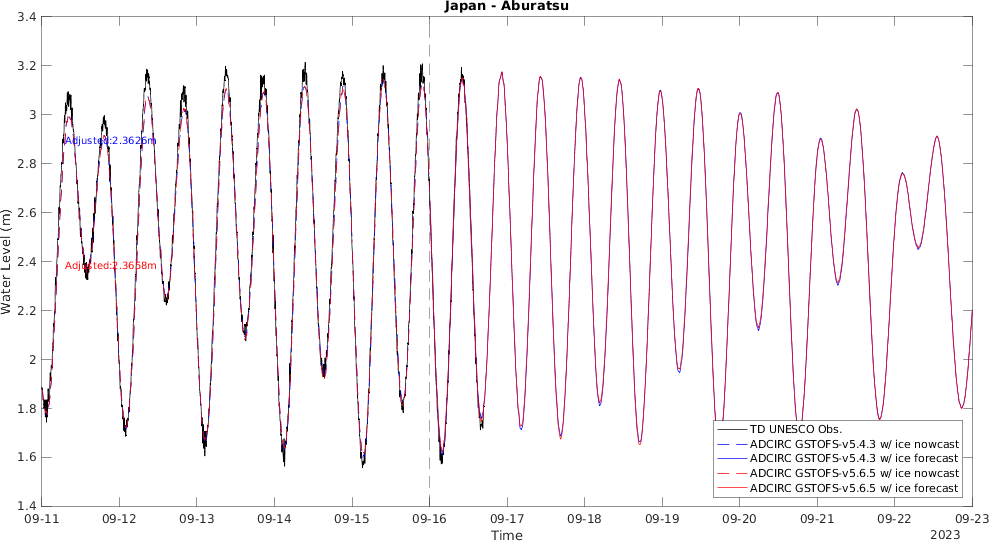 Japan - Aburatsu
3.4
3.2
3
2.8
2.6
2.4
2.2
2
1.8
1.6
1.4
Water Level (m)
Adjusted:2.3626m
Adjusted:2.3658m
TD UNESCO Obs.
ADCIRC GSTOFS-v5.4.3 w/ ice nowcast
ADCIRC GSTOFS-v5.4.3 w/ ice forecast
ADCIRC GSTOFS-v5.6.5 w/ ice nowcast
ADCIRC GSTOFS-v5.6.5 w/ ice forecast
09-11 09-12 09-13 09-14 09-15 09-16 09-17 09-18 09-19 09-20 09-21 09-22 09-23
Time
2023